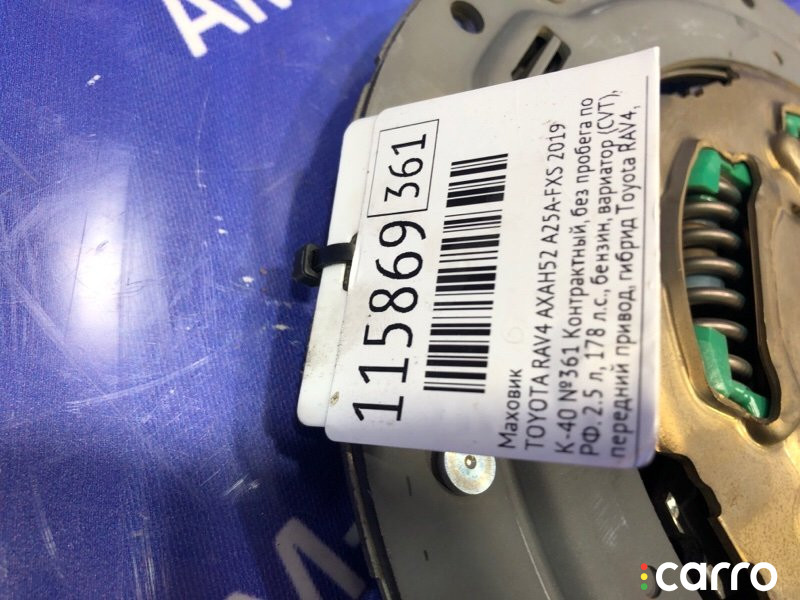 115869 361
Маховик
TOYOTA RAV4 AXAH52 A25A-FXS 2019
К-40 №361 Контрактный, без пробега по
РФ. 2.5 л, 178 л.с., бензин, вариатор (CVT),
передний привод, гибрид Toyota RAV4,
carro